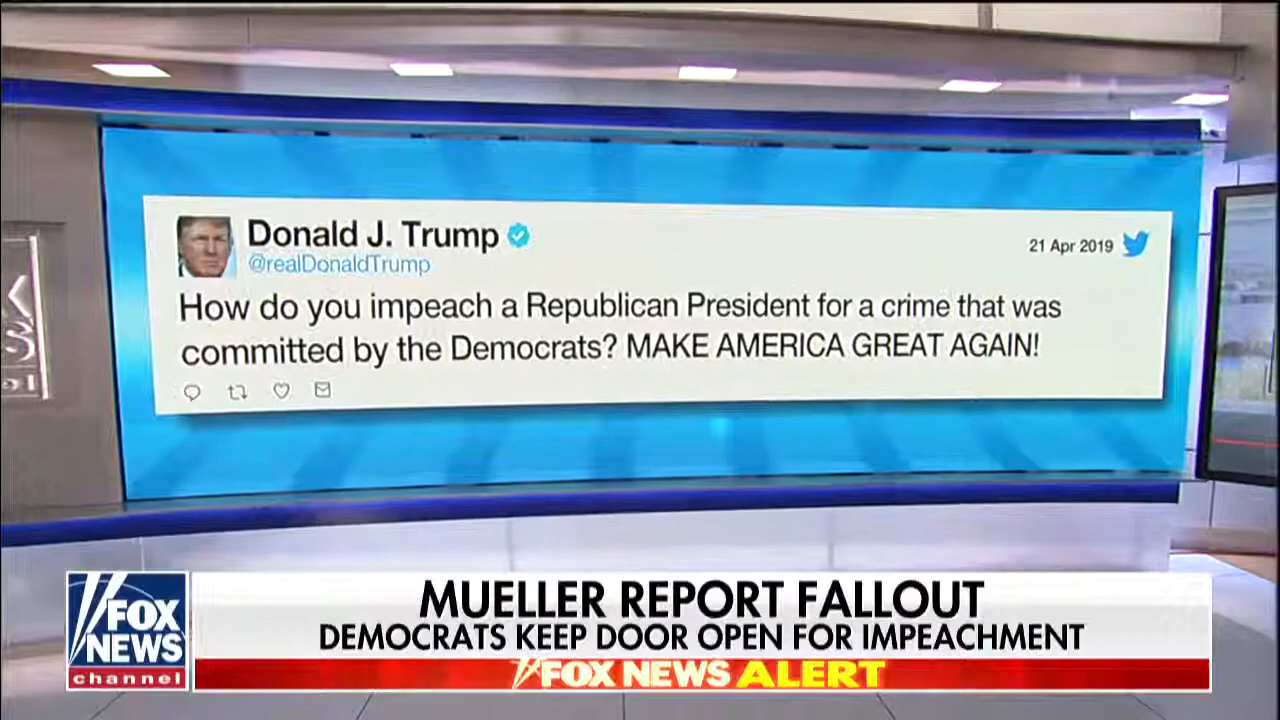 Donald J. Trump
@realDonaldTrump
21 Apr 2019
How do you impeach a Republican President for a crime that was
committed by the Democrats? MAKE AMERICA GREAT AGAIN!
MUELLER REPORT FALLOUT
DEMOCRATS KEEP DOOR OPEN FOR IMPEACHMENT
FOX NEWS ALERT
FOX
NEWS
channel